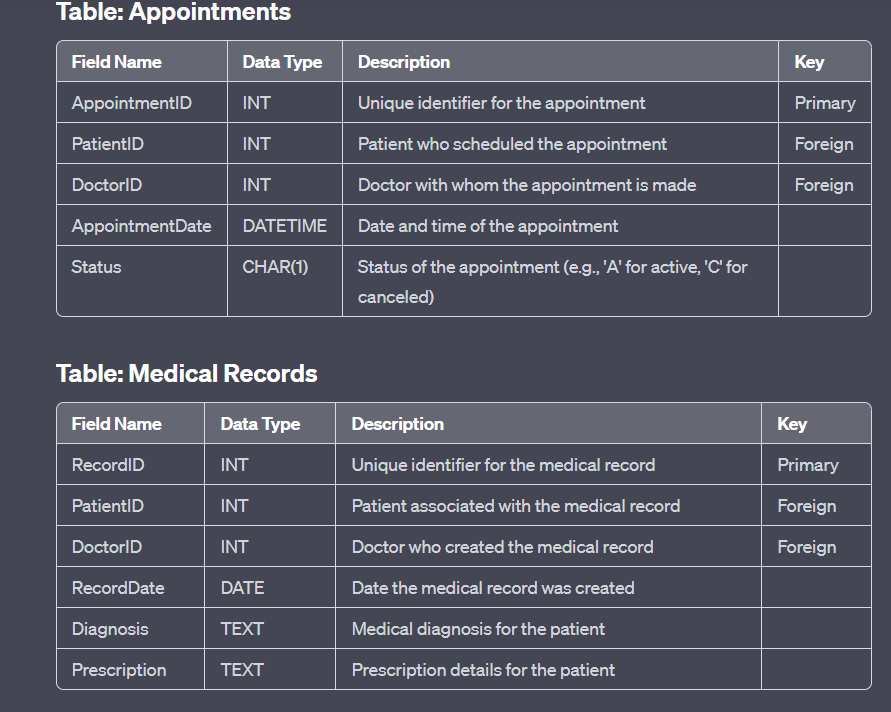 Table: Appointments
Field Name Data Type Description Key
AppointmentID INT Unique identifier for the appointment Primary
PatientID INT Patient who scheduled the appointment Foreign
DoctorID INT Doctor with whom the appointment is made Foreign
AppointmentDate DATETIME Date and time of the appointment
Status CHAR(1) Status of the appointment (e.g., 'A' for active, 'C' for
canceled)
Table: Medical Records
Field Name Data Type Description Key
RecordID INT Unique identifier for the medical record Primary
PatientID INT Patient associated with the medical record Foreign
DoctorID INT Doctor who created the medical record Foreign
RecordDate DATE Date the medical record was created
Diagnosis TEXT Medical diagnosis for the patient
Prescription TEXT Prescription details for the patient